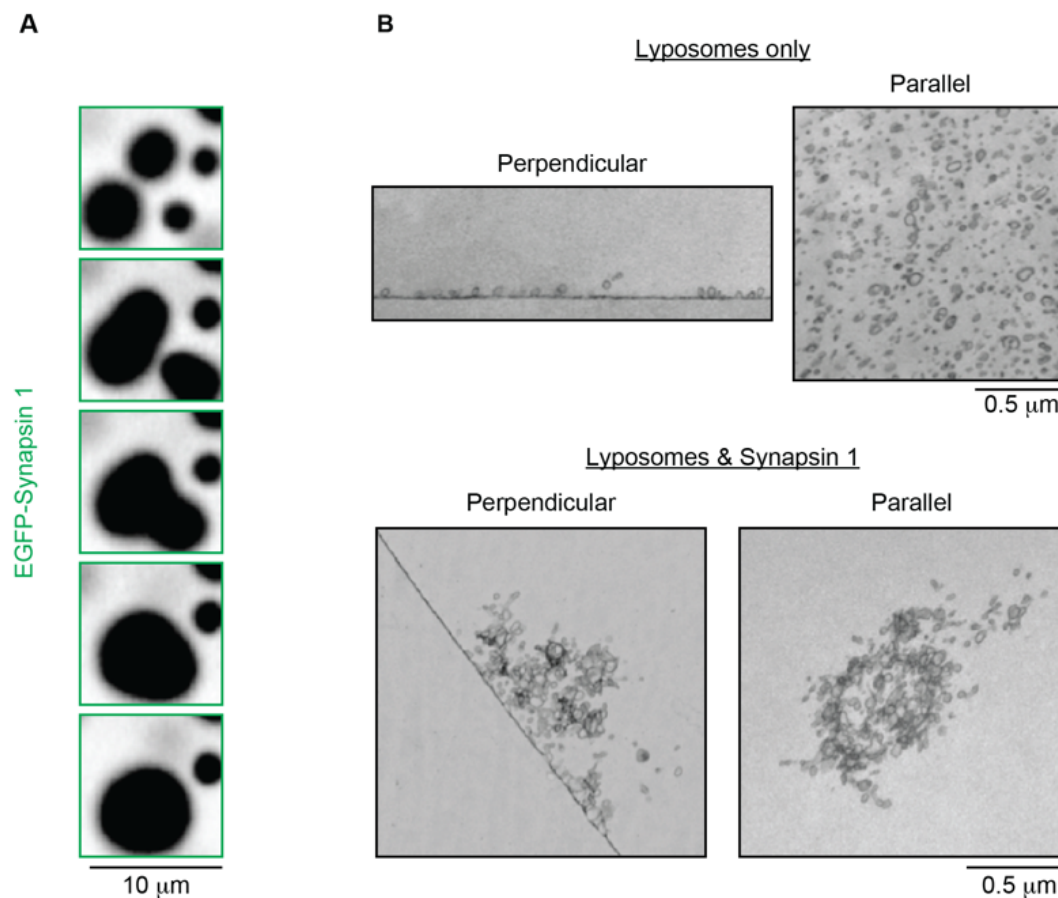 A
EGFP-Synapsin 1
10 μm
B
Lyposomes only
Perpendicular
Parallel
0.5 μm
Lyposomes & Synapsin 1
Perpendicular
Parallel
0.5 μm